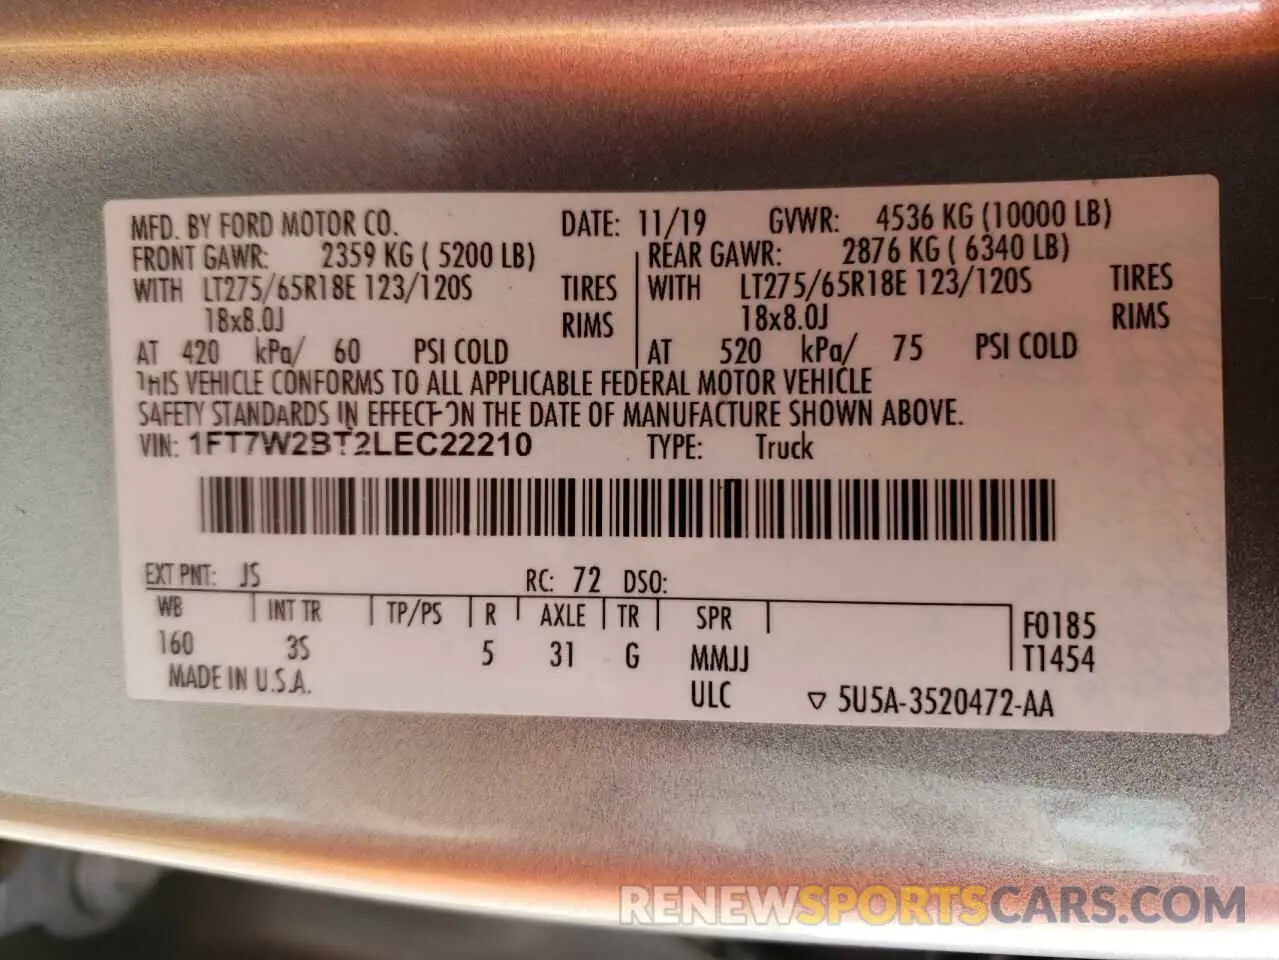 MFD. BY FORD MOTOR CO. DATE: 11/19 GVWR: 4536 KG (10000 LB)
FRONT GAWR: 2359 KG ( 5200 LB) REAR GAWR: 2876 KG ( 6340 LB)
WITH LT275/65R18E 123/120S TIRES WITH LT275/65R18E 123/120S TIRES
18x8.0J RIMS 18x8.0J RIMS
AT 420 kPa/ 60 PSI COLD AT 520 kPa/ 75 PSI COLD
THIS VEHICLE CONFORMS TO ALL APPLICABLE FEDERAL MOTOR VEHICLE
SAFETY STANDARDS IN EFFECT ON THE DATE OF MANUFACTURE SHOWN ABOVE.
VIN: 1FT7W2BT2LEC22210 TYPE: Truck
EXT PNT: JS RC: 72 DSO:
WB INT TR TP/PS R AXLE TR SPR F0185
160 3S 5 31 G MMJJ T1454
MADE IN U.S.A. ULC ▽ 5U5A-3520472-AA
RENEWSPORTSCARS.COM